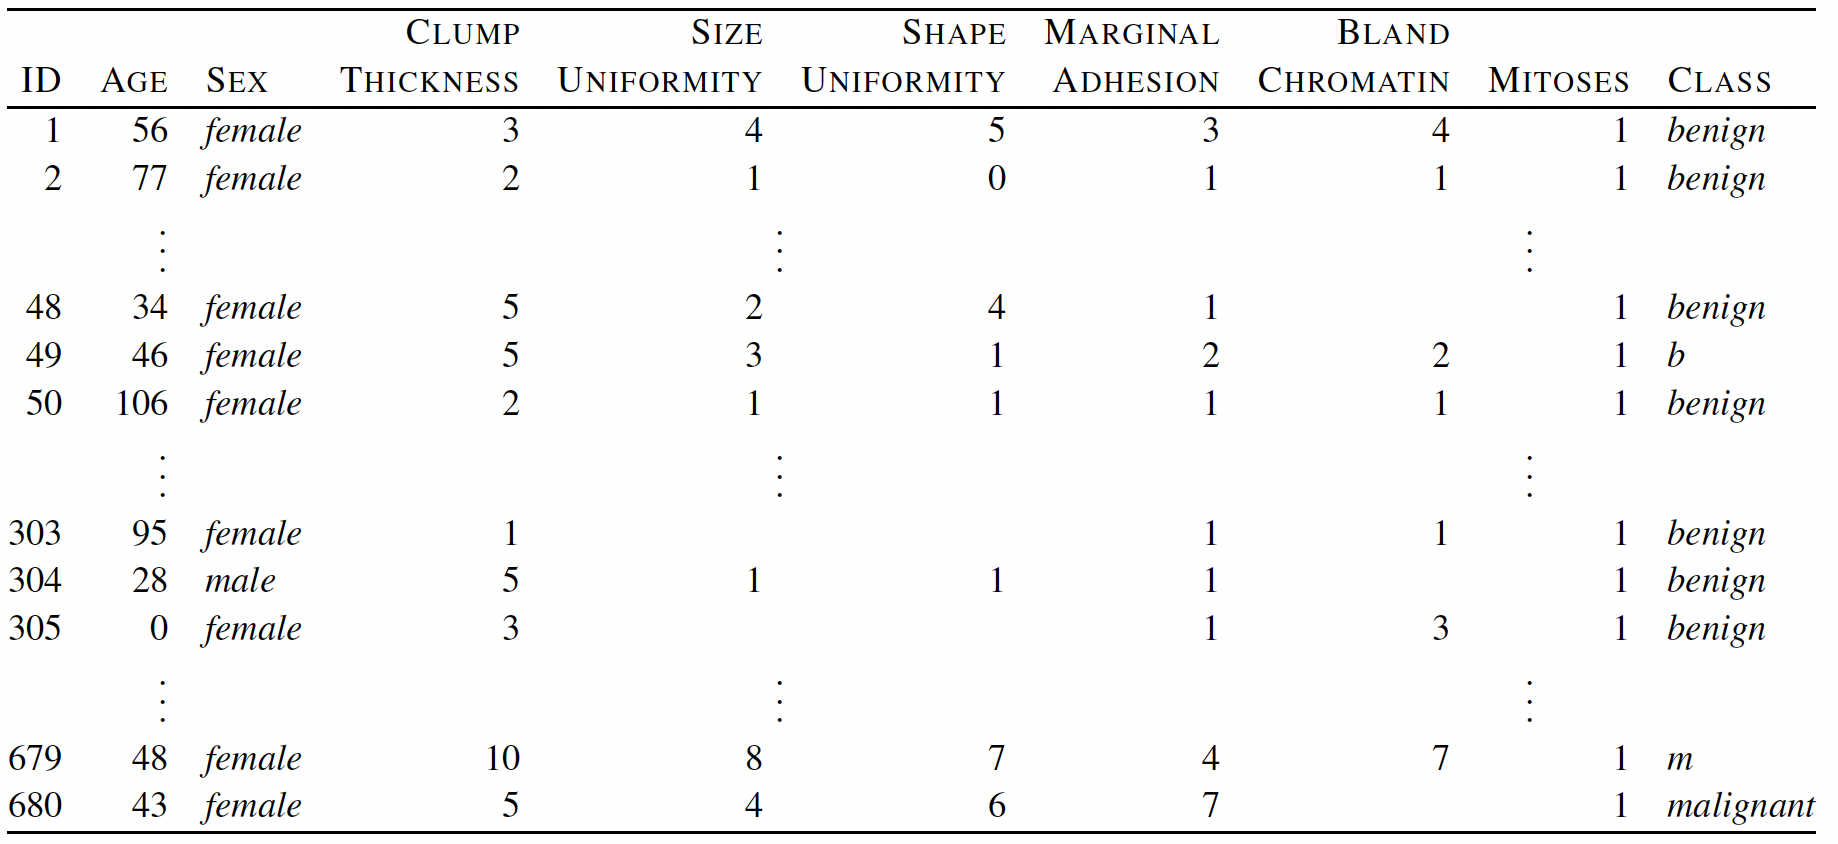 CLUMP SIZE SHAPE MARGINAL BLAND
ID AGE SEX THICKNESS UNIFORMITY UNIFORMITY ADHESION CHROMATIN MITOSES CLASS
1 56 female 3 4 5 3 4 1 benign
2 77 female 2 1 0 1 1 1 benign
⋮ ⋮ ⋮
48 34 female 5 2 4 1 1 benign
49 46 female 5 3 1 2 2 1 b
50 106 female 2 1 1 1 1 1 benign
⋮ ⋮ ⋮
303 95 female 1 1 1 1 benign
304 28 male 5 1 1 1 1 benign
305 0 female 3 1 3 1 benign
⋮ ⋮ ⋮
679 48 female 10 8 7 4 7 1 m
680 43 female 5 4 6 7 1 malignant